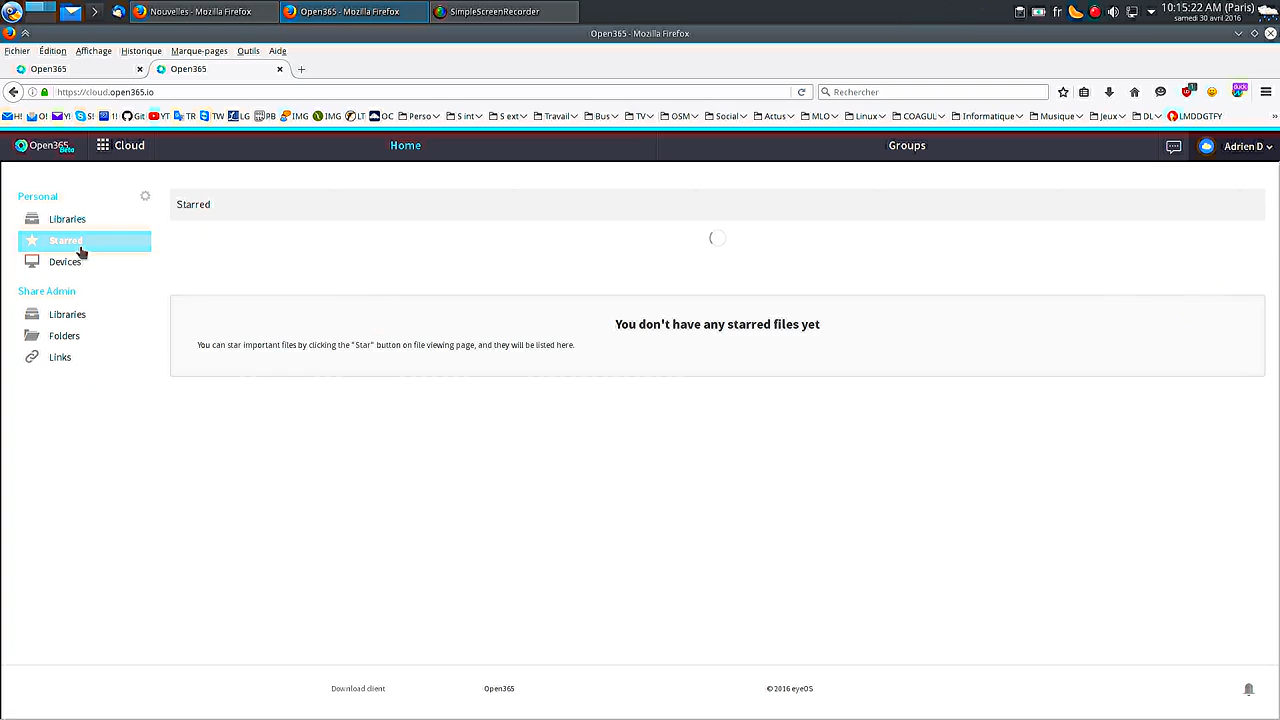 Nouvelles - Mozilla Firefox
Open365 - Mozilla Firefox
SimpleScreenRecorder
fr
10:15:22 AM (Paris)
samedi 30 avril 2016
Open365 - Mozilla Firefox
Fichier Édition Affichage Historique Marque-pages Outils Aide
Open365
Open365
https://cloud.open365.io
Rechercher
H! O! Y! S! 1! Git YT TR TW LG PB IMG IMG LT OC Perso S int S ext Travail Bus TV OSM Social Actus MLO Linux COAGUL Informatique Musique Jeux DL LMDDGTFY »
Open365 Beta
Cloud
Home
Groups
Adrien D
Personal
Libraries
Starred
Devices
Share Admin
Libraries
Folders
Links
Starred
You don't have any starred files yet
You can star important files by clicking the "Star" button on file viewing page, and they will be listed here.
Download client
Open365
© 2016 eyeOS